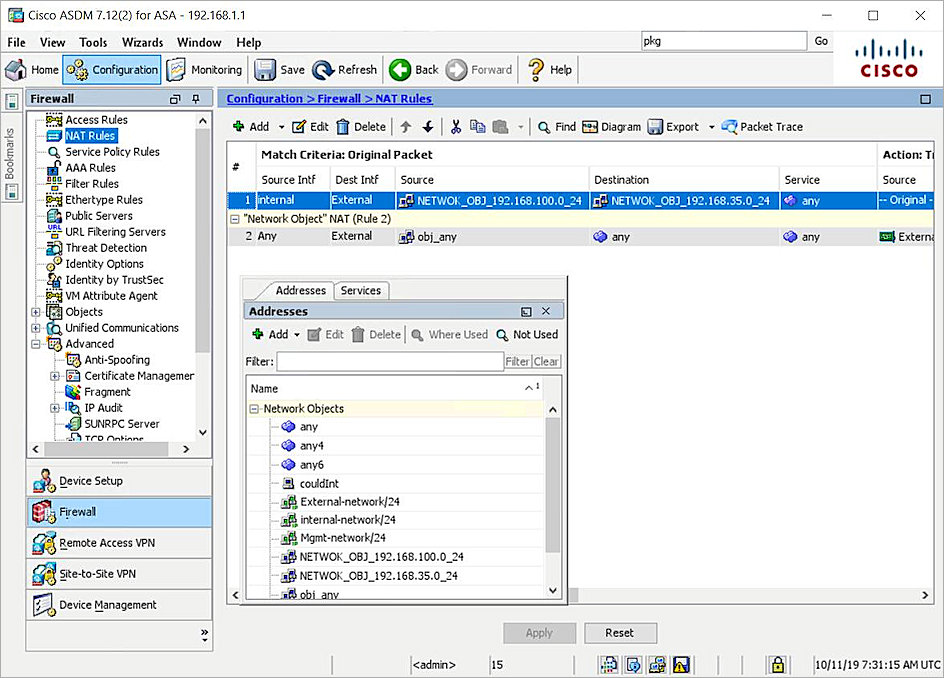 Cisco ASDM 7.12(2) for ASA - 192.168.1.1
File View Tools Wizards Window Help pkg Go
Home Configuration Monitoring Save Refresh Back Forward Help
CISCO
Bookmarks
Firewall
Access Rules
NAT Rules
Service Policy Rules
AAA Rules
Filter Rules
Ethertype Rules
Public Servers
URL URL Filtering Servers
Threat Detection
Identity Options
Identity by TrustSec
VM Attribute Agent
Objects
Unified Communications
Advanced
Anti-Spoofing
Certificate Managemer
Fragment
IP Audit
SUNRPC Server
TCP Options
Device Setup
Firewall
Remote Access VPN
Site-to-Site VPN
Device Management
»
Configuration > Firewall > NAT Rules
Add Edit Delete Find Diagram Export Packet Trace
# Match Criteria: Original Packet Action: Tr
Source Intf Dest Intf Source Destination Service Source
1 internal External NETWOK_OBJ_192.168.100.0_24 NETWOK_OBJ_192.168.35.0_24 any -- Original -
"Network Object" NAT (Rule 2)
2 Any External obj_any any any Externa
Addresses Services
Addresses
Add Edit Delete Where Used Not Used
Filter: Filter Clear
Name 1
Network Objects
any
any4
any6
couldInt
External-network/24
internal-network/24
Mgmt-network/24
NETWOK_OBJ_192.168.100.0_24
NETWOK_OBJ_192.168.35.0_24
obj_any
Apply Reset
<admin> 15 10/11/19 7:31:15 AM UTC